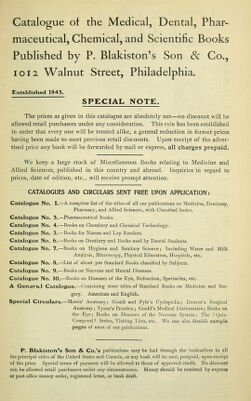 Catalogue of the Medical, Dental, Phar-
maceutical, Chemical, and Scientific Books
Published by P. Blakiston's Son & Co.,
1012 Walnut Street, Philadelphia.
Established 1843.
SPECIAL NOTE.
The prices as given in this catalogue are absolutely net—no discount will be
allowed retail purchasers under any consideration. This rule has been established
in order that every one will be treated alike, a general reduction in former prices
having been made to meet previous retail discounts. Upon receipt of the adver-
tised price any book will be forwarded by mail or express, all charges prepaid.
We keep a large stock of Miscellaneous Books relating to Medicine and
Allied Sciences, published in this country and abroad. Inquiries in regard to
prices, date of edition, etc., will receive prompt attention.
CATALOGUES AND CIRCULARS SENT FREE UPON APPLICATION:
Catalogue No. 1.—A complete list of the titles of all our publications on Medicine, Dentistry,
Pharmacy, and Allied Sciences, with Classified Index.
Catalogue No. 3.—Pharmaceutical Books.
Catalogue No. 4.—Books on Chemistry and Chemical Technology.
Catalogue No. 5.—Books for Nurses and Lay Readers.
Catalogue No. 6.—Books on Dentistry and Books used by Dental Students.
Catalogue No. 7.—Books on Hygiene and Sanitary Science; Including Water and Milk
Analysis, Microscopy, Physical Education, Hospitals, etc.
Catalogue No. 8.—List of about 300 Standard Books classified by Subjects.
Catalogue No. 9.—Books on Nervous and Mental Diseases.
Catalogue No. 10.—Books on Diseases of the Eye, Refraction, Spectacles, etc.
A General Catalogue.—Containing 2000 titles of Standard Books on Medicine and Sur-
gery. American and English.
Special Circulars.—Morris' Anatomy; Gould and Pyle's Cyclopedia; Deaver's Surgical
Anatomy; Tyson's Practice; Gould's Medical Dictionaries; Books on
the Eye; Books on Diseases of the Nervous System; The ?Quiz-
Compend? Series, Visiting Lists, etc. We can also furnish sample
pages of most of our publications.
P. Blakiston's Son & Co.'s publications may be had through the booksellers in all
the principal cities of the United States and Canada, or any book will be sent, postpaid, upon receipt
of the price. Special terms of payment will be allowed to those of approved credit. No discount
can be allowed retail purchasers under any circumstances. Money should be remitted by express
or post-office money order, registered letter, or bank draft.